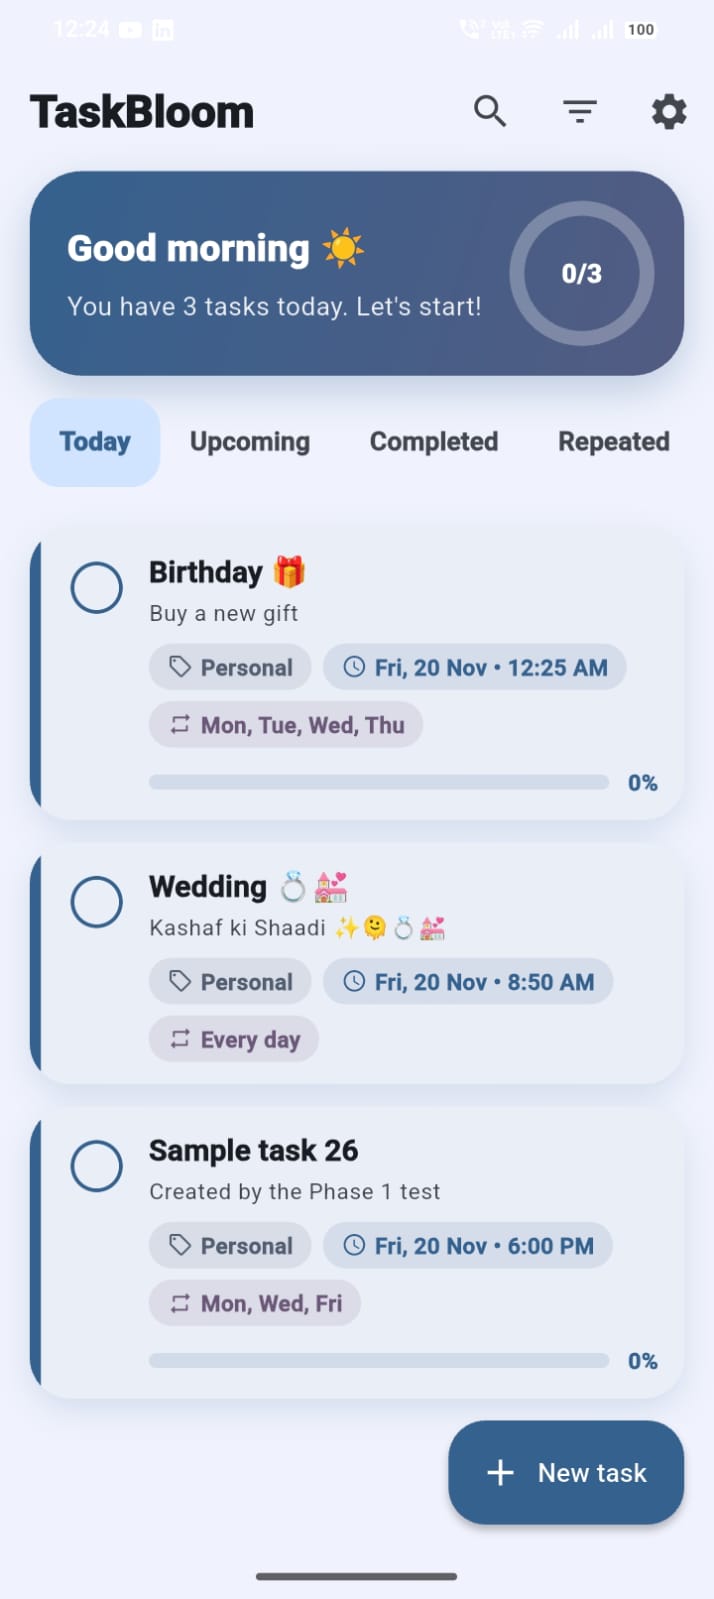 12:24
Vo LTE1 100
TaskBloom
Good morning ☀️
You have 3 tasks today. Let's start!
0/3
Today Upcoming Completed Repeated
Birthday 🎁
Buy a new gift
Personal Fri, 20 Nov • 12:25 AM
Mon, Tue, Wed, Thu
0%
Wedding 💍💒
Kashaf ki Shaadi ✨🫠💍💒
Personal Fri, 20 Nov • 8:50 AM
Every day
Sample task 26
Created by the Phase 1 test
Personal Fri, 20 Nov • 6:00 PM
Mon, Wed, Fri
0%
+ New task